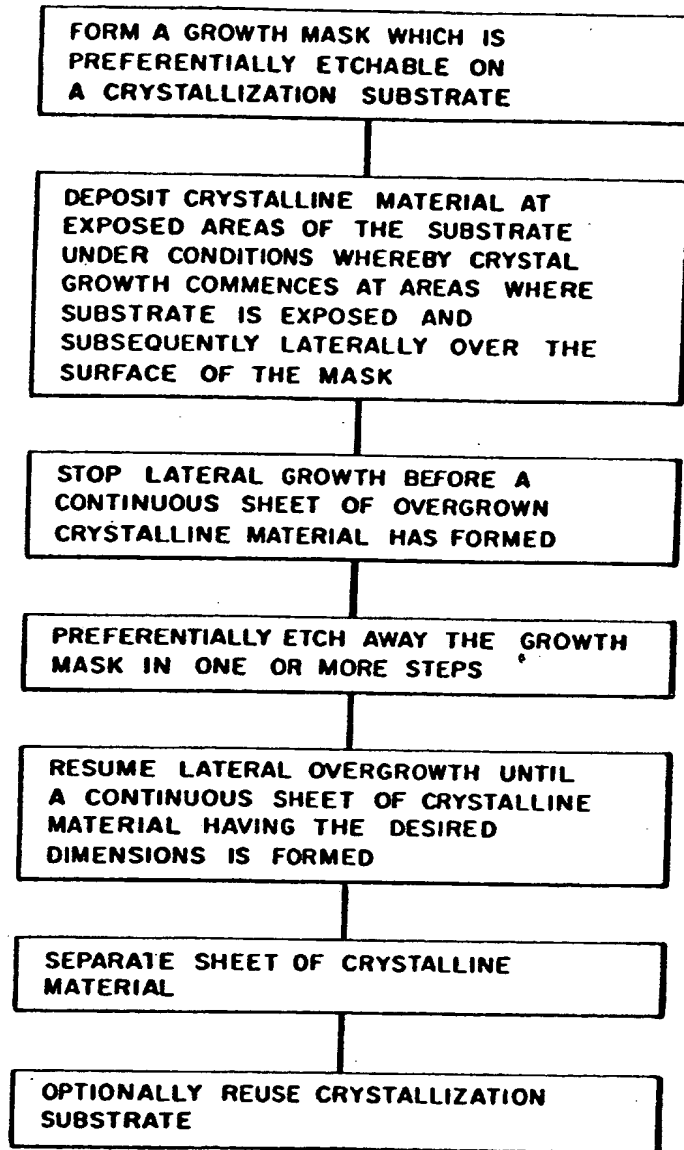 FORM A GROWTH MASK WHICH IS
PREFERENTIALLY ETCHABLE ON
A CRYSTALLIZATION SUBSTRATE
DEPOSIT CRYSTALLINE MATERIAL AT
EXPOSED AREAS OF THE SUBSTRATE
UNDER CONDITIONS WHEREBY CRYSTAL
GROWTH COMMENCES AT AREAS WHERE
SUBSTRATE IS EXPOSED AND
SUBSEQUENTLY LATERALLY OVER THE
SURFACE OF THE MASK
STOP LATERAL GROWTH BEFORE A
CONTINUOUS SHEET OF OVERGROWN
CRYSTALLINE MATERIAL HAS FORMED
PREFERENTIALLY ETCH AWAY THE GROWTH
MASK IN ONE OR MORE STEPS
RESUME LATERAL OVERGROWTH UNTIL
A CONTINUOUS SHEET OF CRYSTALLINE
MATERIAL HAVING THE DESIRED
DIMENSIONS IS FORMED
SEPARATE SHEET OF CRYSTALLINE
MATERIAL
OPTIONALLY REUSE CRYSTALLIZATION
SUBSTRATE